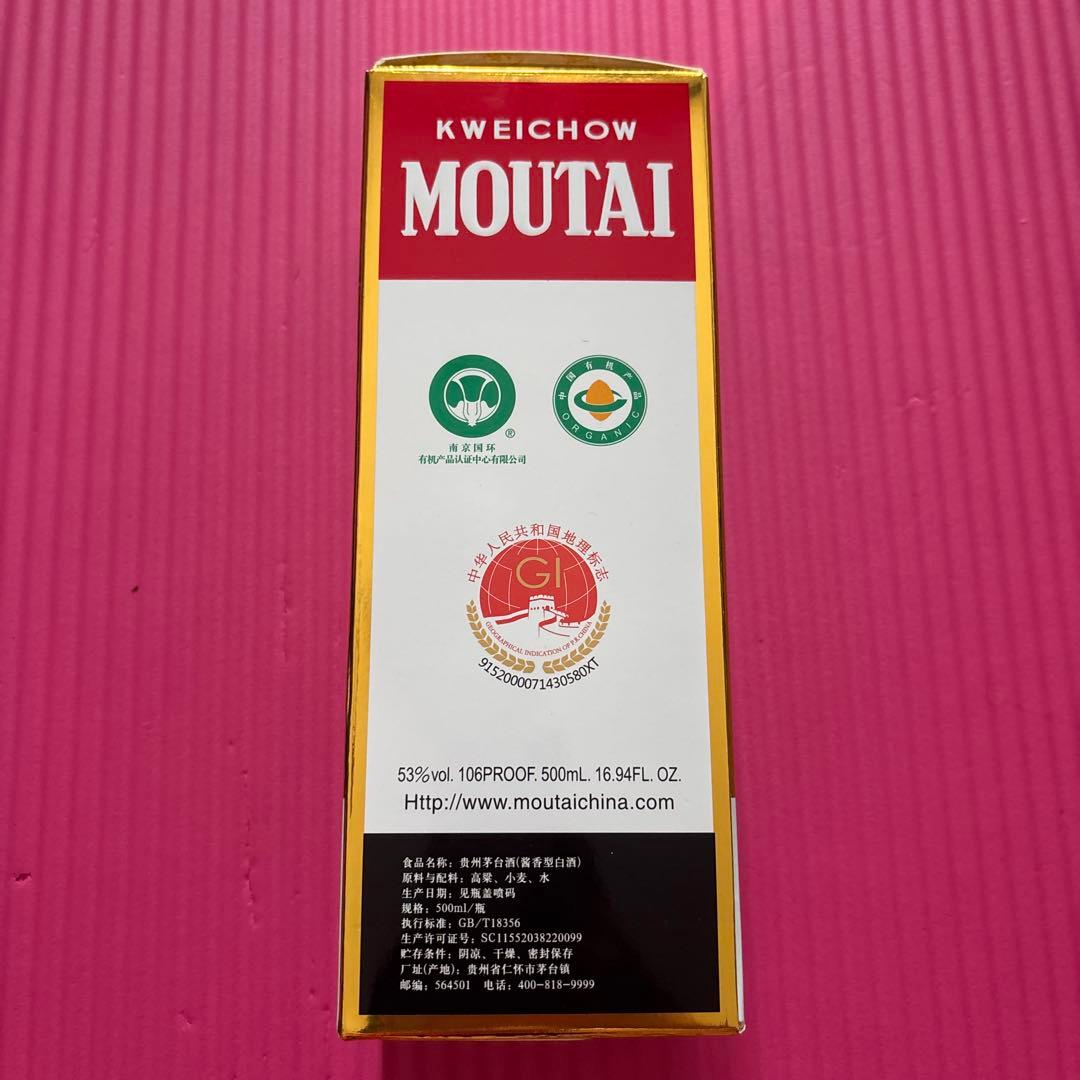 KWEICHOW
MOUTAI
®
南京国环
有机产品认证中心有限公司
中国有机产品
ORGANIC
中华人民共和国地理标志
GI
GEOGRAPHICAL INDICATION OF P.R.CHINA
9152000071430580XT
53%vol. 106PROOF. 500mL. 16.94FL. OZ.
Http://www.moutaichina.com
食品名称：贵州茅台酒(酱香型白酒)
原料与配料：高粱、小麦、水
生产日期：见瓶盖喷码
规格：500ml/瓶
执行标准：GB/T18356
生产许可证号：SC11552038220099
贮存条件：阴凉、干燥、密封保存
厂址(产地)：贵州省仁怀市茅台镇
邮编：564501 电话：400-818-9999